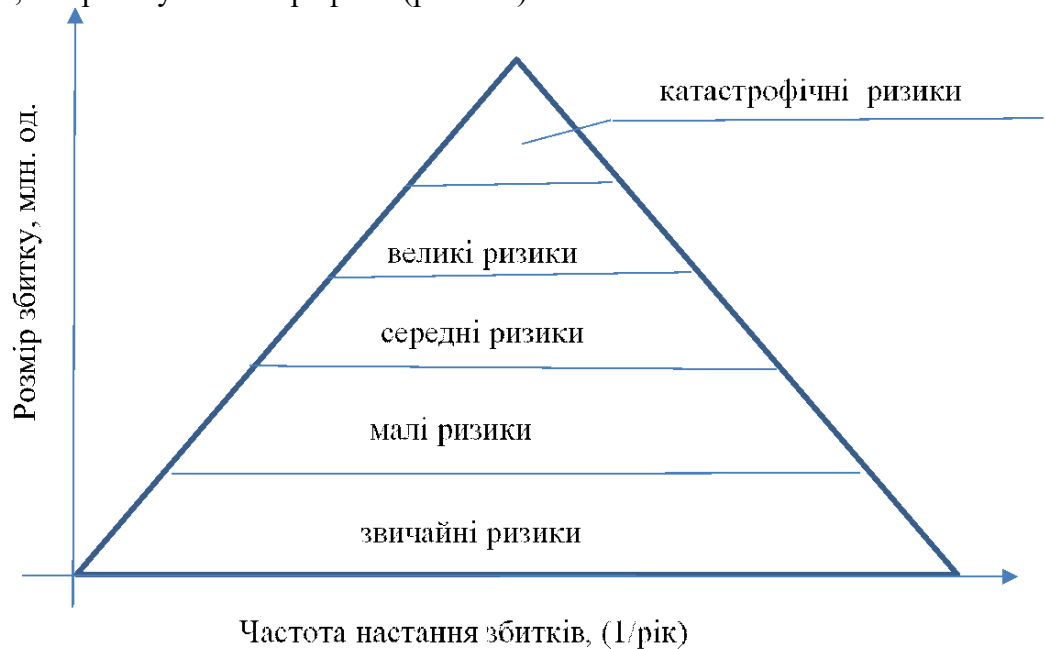 катастрофічні ризики
великі ризики
середні ризики
малі ризики
звичайні ризики
Розмір збитку, млн. од.
Частота настання збитків, (1/рік)